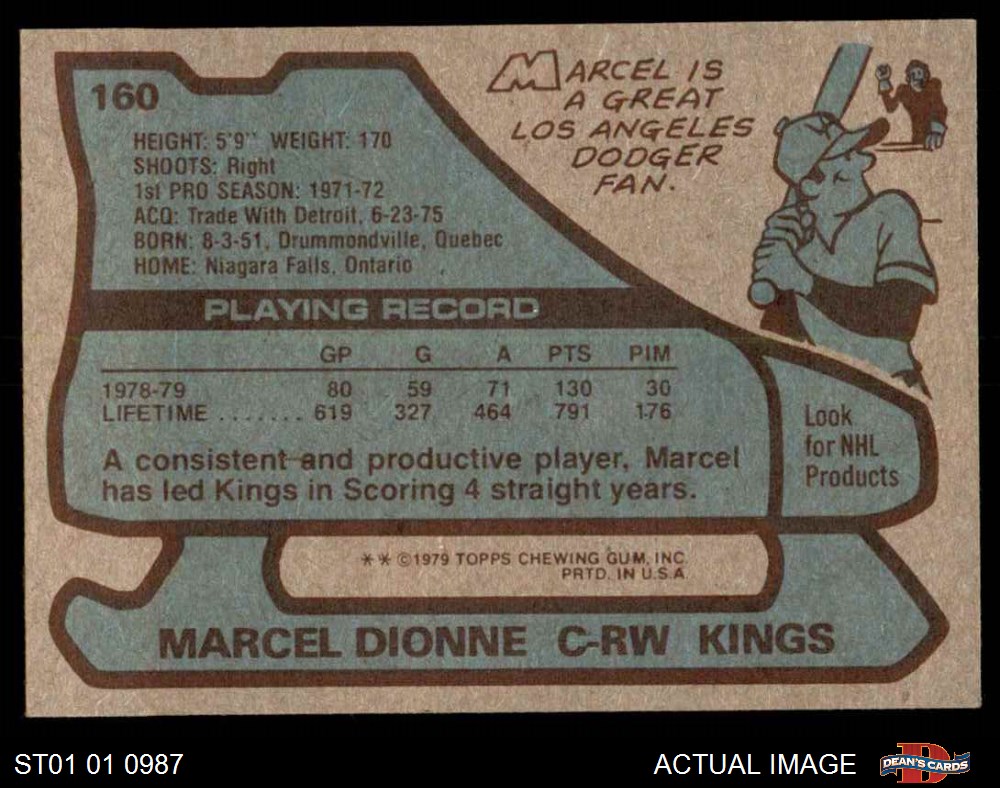 160
HEIGHT: 5'9" WEIGHT: 170
SHOOTS: Right
1st PRO SEASON: 1971-72
ACQ: Trade With Detroit, 6-23-75
BORN: 8-3-51, Drummondville, Quebec
HOME: Niagara Falls, Ontario
MARCEL IS
A GREAT
LOS ANGELES
DODGER
FAN.
PLAYING RECORD
GP G A PTS PIM
1978-79 80 59 71 130 30
LIFETIME ....... 619 327 464 791 176
A consistent and productive player, Marcel
has led Kings in Scoring 4 straight years.
Look
for NHL
Products
** ©1979 TOPPS CHEWING GUM, INC.
PRTD. IN U.S.A.
MARCEL DIONNE C-RW KINGS
ST01 01 0987
ACTUAL IMAGE
D
DEAN'S CARDS